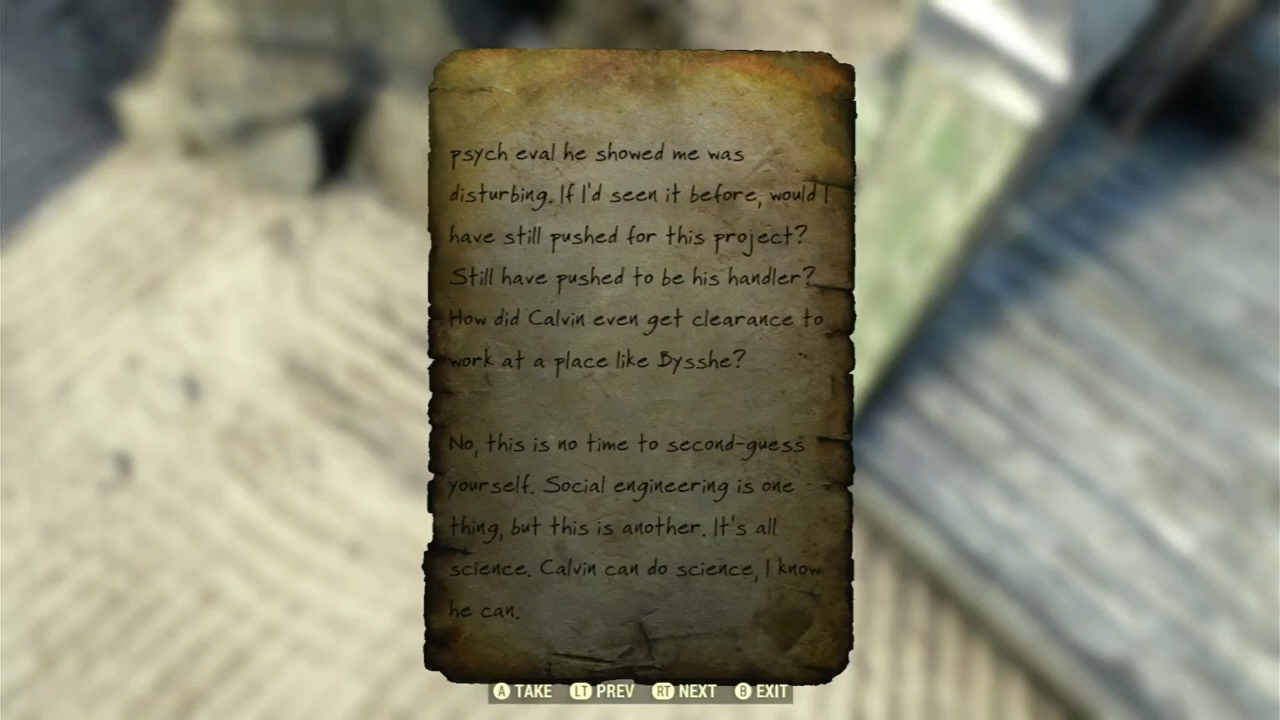 psych eval he showed me was
disturbing. If I'd seen it before, would I
have still pushed for this project?
Still have pushed to be his handler?
How did Calvin even get clearance to
work at a place like Bysshe?
No, this is no time to second-guess
yourself. Social engineering is one
thing, but this is another. It's all
science. Calvin can do science, I know
he can.
A TAKE LT PREV RT NEXT B EXIT